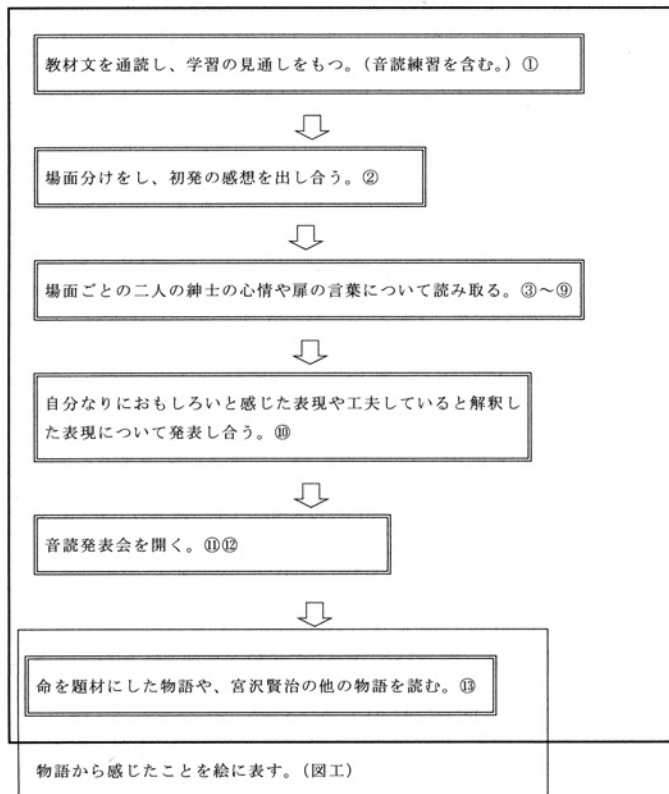 教材文を通読し、学習の見通しをもつ。(音読練習を含む。)①
場面分けをし、初発の感想を出し合う。②
場面ごとの二人の紳士の心情や扉の言葉について読み取る。③～⑨
自分なりにおもしろいと感じた表現や工夫していると解釈し
た表現について発表し合う。⑩
音読発表会を開く。⑪⑫
命を題材にした物語や、宮沢賢治の他の物語を読む。⑬
物語から感じたことを絵に表す。(図工)